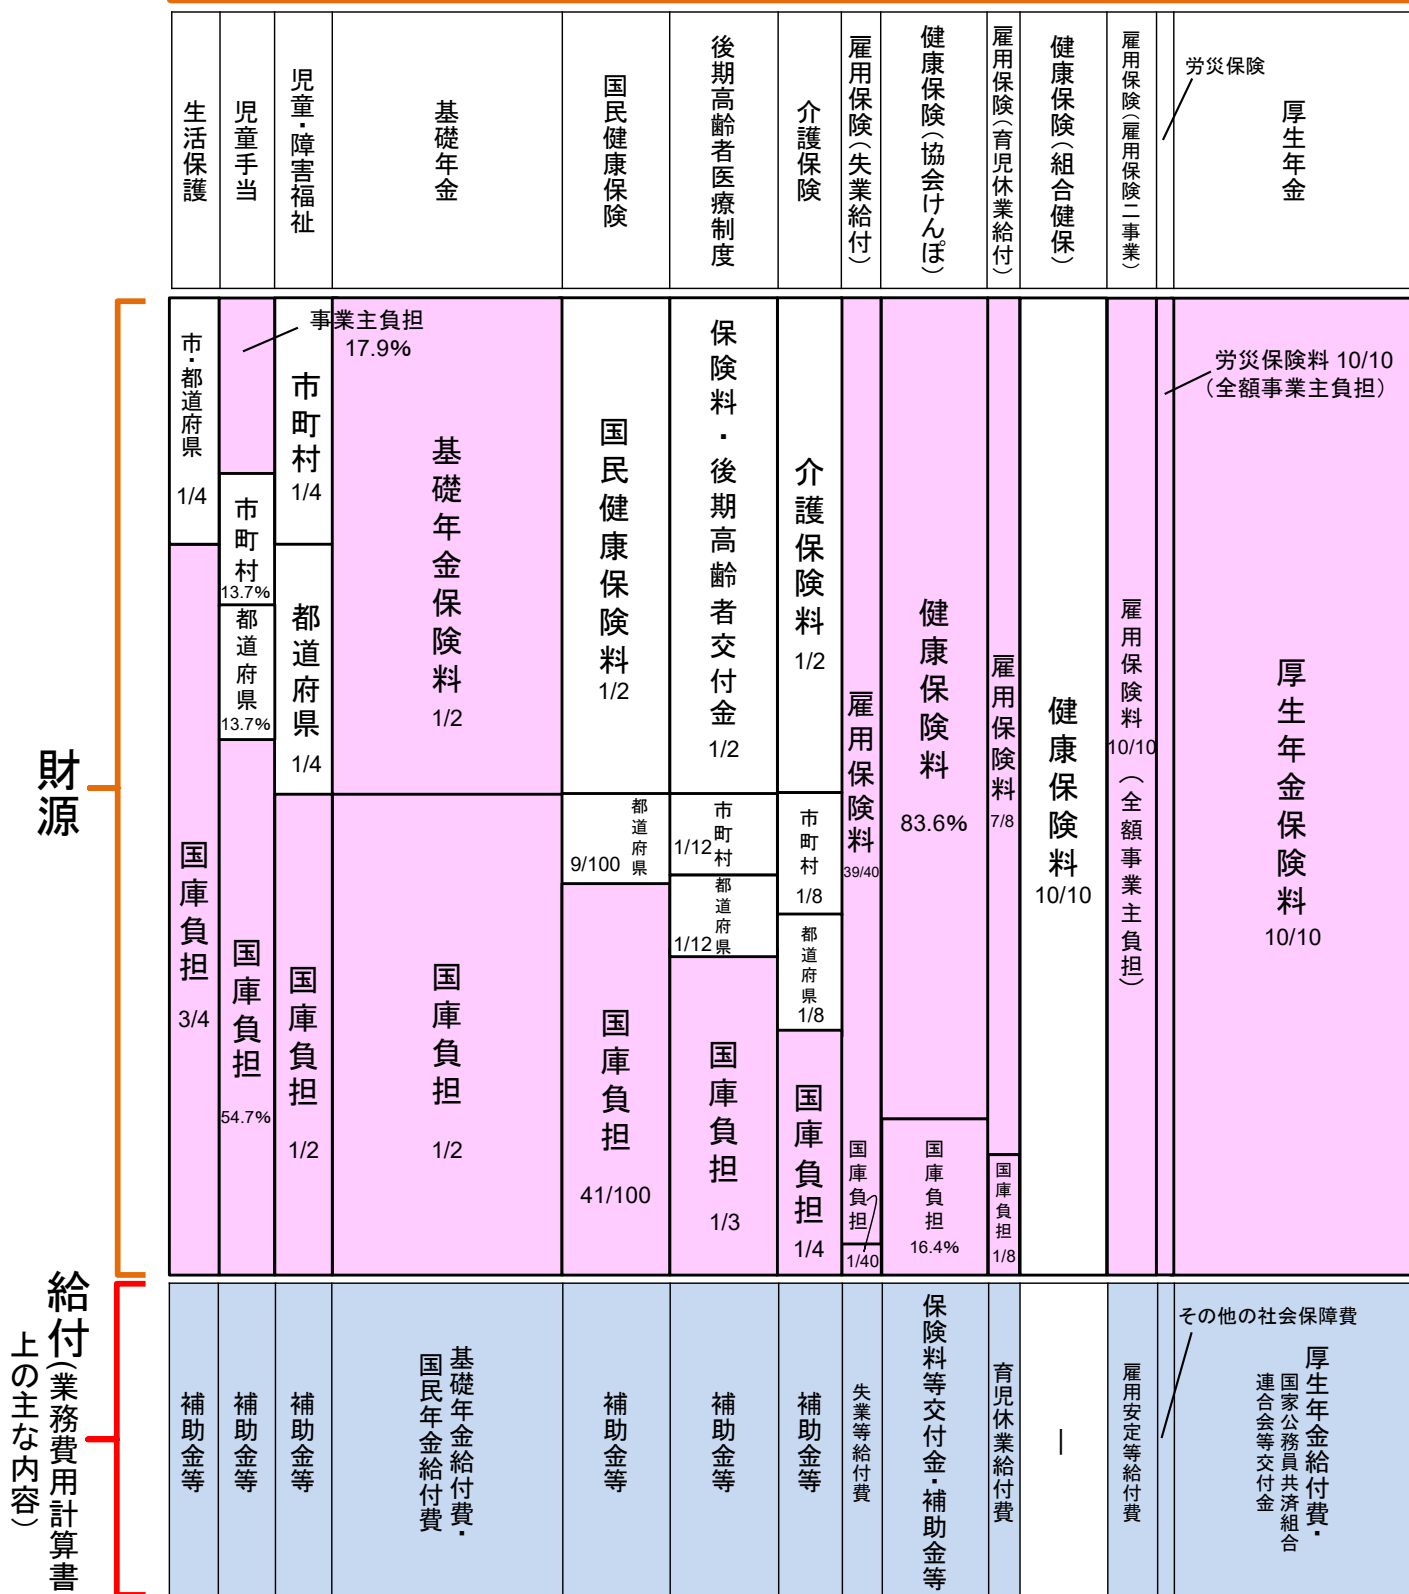 生活保護
児童手当
児童・障害福祉
基礎年金
国民健康保険
後期高齢者医療制度
介護保険
雇用保険(失業給付)
健康保険(協会けんぽ)
雇用保険(育児休業給付)
健康保険(組合健保)
雇用保険(雇用保険二事業)
労災保険
厚生年金
財源
市・都道府県
1/4
国庫負担
3/4
事業主負担
17.9%
市町村
13.7%
都道府県
13.7%
国庫負担
54.7%
市町村
1/4
都道府県
1/4
国庫負担
1/2
基礎年金保険料
1/2
国庫負担
1/2
国民健康保険料
1/2
都道府県
9/100
国庫負担
41/100
保険料・後期高齢者交付金
1/2
市町村
1/12
都道府県
1/12
国庫負担
1/3
介護保険料
1/2
市町村
1/8
都道府県
1/8
国庫負担
1/4
雇用保険料
39/40
国庫負担
1/40
健康保険料
83.6%
国庫負担
16.4%
雇用保険料
7/8
国庫負担
1/8
健康保険料
10/10
雇用保険料
10/10
(全額事業主負担)
労災保険料 10/10
(全額事業主負担)
厚生年金保険料
10/10
給付(業務費用計算書
上の主な内容)
補助金等
補助金等
補助金等
基礎年金給付費・
国民年金給付費
補助金等
補助金等
補助金等
失業等給付費
保険料等交付金・補助金等
育児休業給付費
―
雇用安定等給付費
その他の社会保障費
厚生年金給付費・
国家公務員共済組合
連合会等交付金